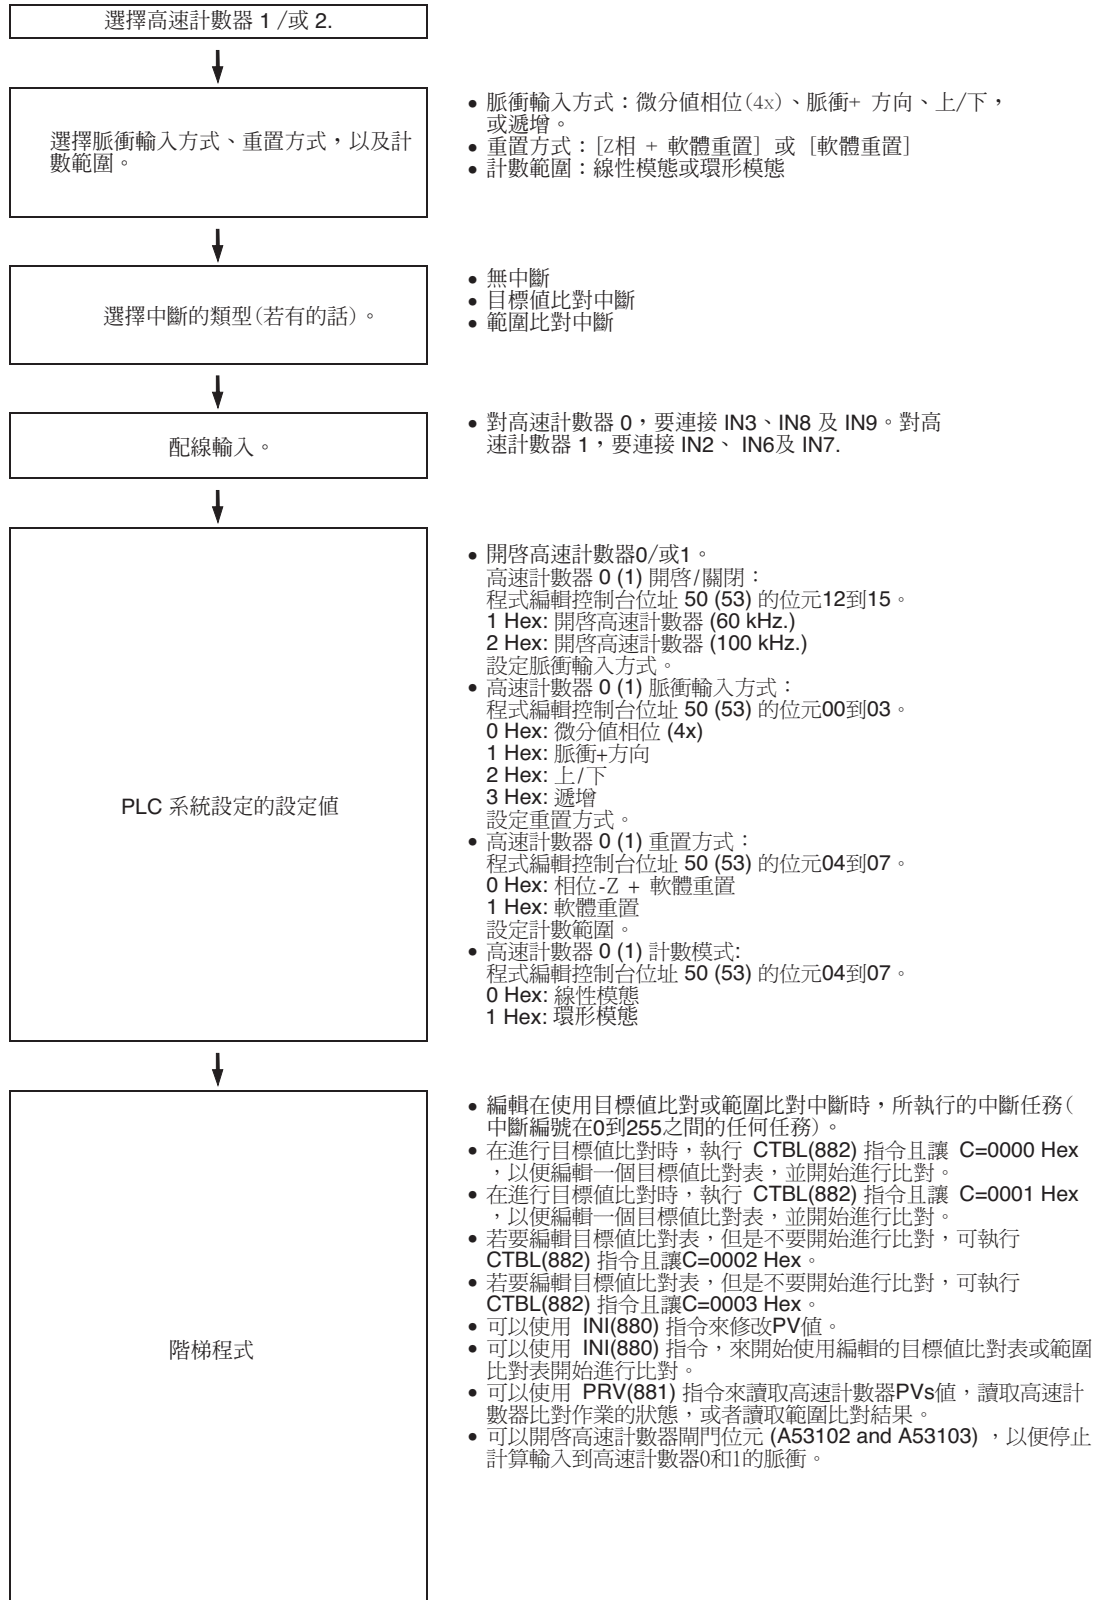 選擇高速計數器 1 /或 2.
選擇脈衝輸入方式、重置方式，以及計
數範圍。
• 脈衝輸入方式：微分值相位(4x)、脈衝+ 方向、上/下，
或遞增。
• 重置方式：[Z相 + 軟體重置] 或 [軟體重置]
• 計數範圍：線性模態或環形模態
選擇中斷的類型(若有的話)。
• 無中斷
• 目標值比對中斷
• 範圍比對中斷
配線輸入。
• 對高速計數器 0，要連接 IN3、IN8 及 IN9。對高
速計數器 1，要連接 IN2、 IN6及 IN7.
PLC 系統設定的設定值
• 開啓高速計數器0/或1。
高速計數器 0 (1) 開啓/關閉：
程式編輯控制台位址 50 (53) 的位元12到15。
1 Hex: 開啓高速計數器 (60 kHz.)
2 Hex: 開啓高速計數器 (100 kHz.)
設定脈衝輸入方式。
• 高速計數器 0 (1) 脈衝輸入方式：
程式編輯控制台位址 50 (53) 的位元00到03。
0 Hex: 微分值相位 (4x)
1 Hex: 脈衝+方向
2 Hex: 上/下
3 Hex: 遞增
設定重置方式。
• 高速計數器 0 (1) 重置方式：
程式編輯控制台位址 50 (53) 的位元04到07。
0 Hex: 相位-Z + 軟體重置
1 Hex: 軟體重置
設定計數範圍。
• 高速計數器 0 (1) 計數模式:
程式編輯控制台位址 50 (53) 的位元04到07。
0 Hex: 線性模態
1 Hex: 環形模態
階梯程式
• 編輯在使用目標值比對或範圍比對中斷時，所執行的中斷任務(
中斷編號在0到255之間的任何任務)。
• 在進行目標值比對時，執行 CTBL(882) 指令且讓 C=0000 Hex
，以便編輯一個目標值比對表，並開始進行比對。
• 在進行目標值比對時，執行 CTBL(882) 指令且讓 C=0001 Hex
，以便編輯一個目標值比對表，並開始進行比對。
• 若要編輯目標值比對表，但是不要開始進行比對，可執行
CTBL(882) 指令且讓C=0002 Hex。
• 若要編輯目標值比對表，但是不要開始進行比對，可執行
CTBL(882) 指令且讓C=0003 Hex。
• 可以使用 INI(880) 指令來修改PV值。
• 可以使用 INI(880) 指令，來開始使用編輯的目標值比對表或範圍
比對表開始進行比對。
• 可以使用 PRV(881) 指令來讀取高速計數器PVs值，讀取高速計
數器比對作業的狀態，或者讀取範圍比對結果。
• 可以開啓高速計數器閘門位元 (A53102 and A53103) ，以便停止
計算輸入到高速計數器0和1的脈衝。